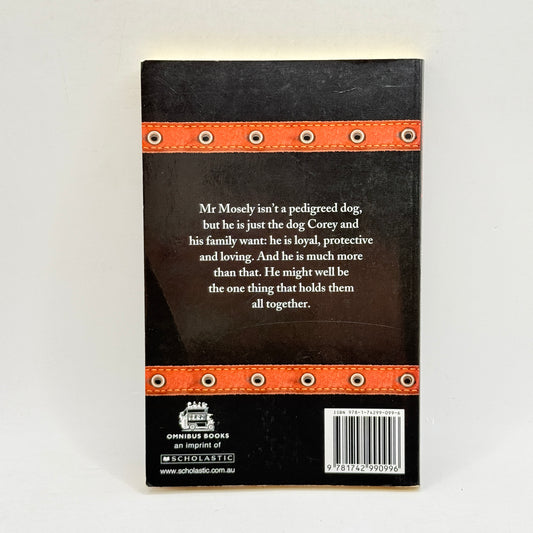 Mr Mosely isn't a pedigreed dog,
but he is just the dog Corey and
his family want: he is loyal, protective
and loving. And he is much more
than that. He might well be
the one thing that holds them
all together.
OMNIBUS BOOKS
an imprint of
SCHOLASTIC
www.scholastic.com.au
ISBN 978-1-74299-099-6
9 781742 990996